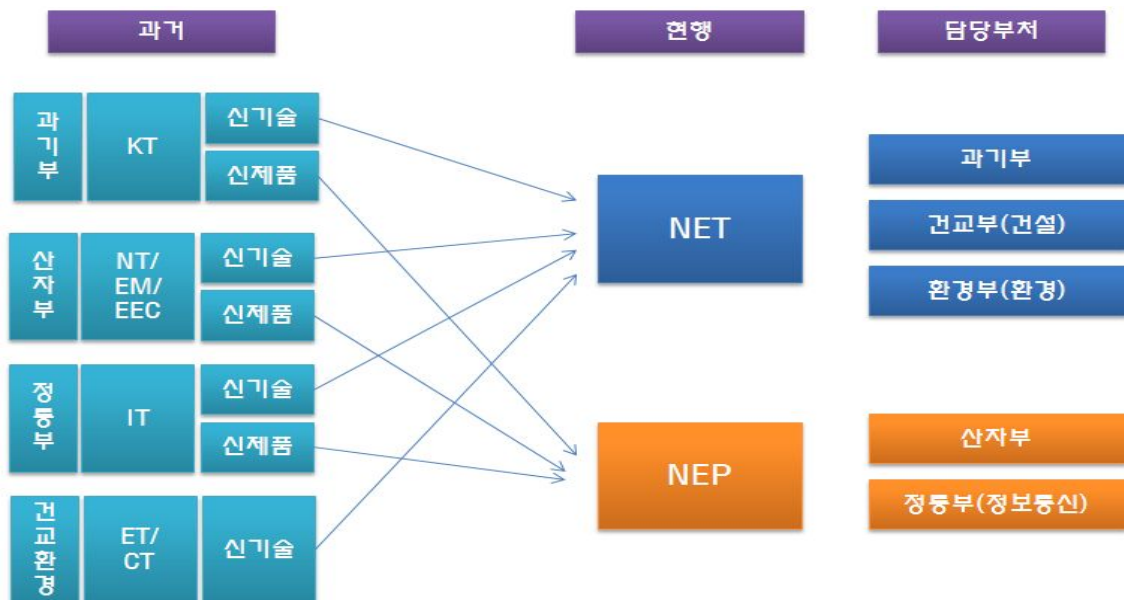 과거
현행
담당부처
과
기
부
KT
신기술
신제품
산
자
부
NT/
EM/
EEC
신기술
신제품
정
통
부
IT
신기술
신제품
건
교
환
경
ET/
CT
신기술
NET
NEP
과기부
건교부(건설)
환경부(환경)
산자부
정통부(정보통신)